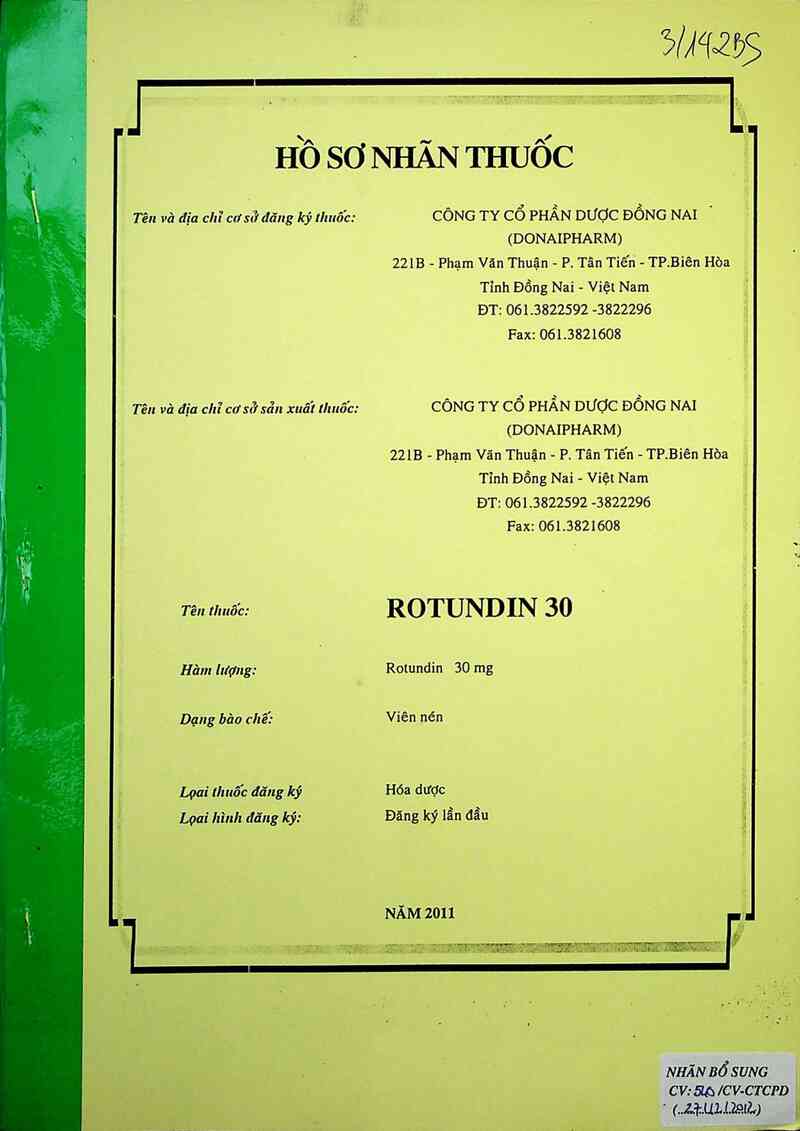 3/142BS
HỒ SƠ NHÃN THUỐC
Tên và địa chỉ cơ sở đăng ký thuốc: CÔNG TY CỔ PHẦN DƯỢC ĐỒNG NAI
(DONAIPHARM)
221B - Phạm Văn Thuận - P. Tân Tiến - TP.Biên Hòa
Tỉnh Đồng Nai - Việt Nam
ĐT: 061.3822592 -3822296
Fax: 061.3821608
Tên và địa chỉ cơ sở sản xuất thuốc: CÔNG TY CỔ PHẦN DƯỢC ĐỒNG NAI
(DONAIPHARM)
221B - Phạm Văn Thuận - P. Tân Tiến - TP.Biên Hòa
Tỉnh Đồng Nai - Việt Nam
ĐT: 061.3822592 -3822296
Fax: 061.3821608
Tên thuốc: ROTUNDIN 30
Hàm lượng: Rotundin 30 mg
Dạng bào chế: Viên nén
Lọai thuốc đăng ký Hóa dược
Lọai hình đăng ký: Đăng ký lần đầu
NĂM 2011
NHÃN BỔ SUNG
CV: /CV-CTCPD